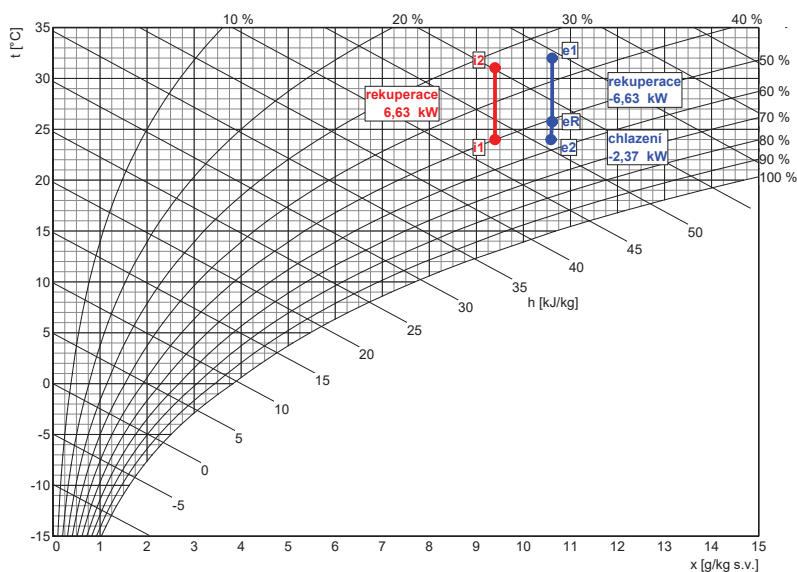 10 %
20 %
30 %
40 %
t [°C]
35
30
25
20
15
10
5
0
-5
-10
-15
i2
e1
rekuperace
6,63 kW
rekuperace
-6,63 kW
i1
eR
e2
chlazení
-2,37 kW
50 %
60 %
70 %
80 %
90 %
100 %
50
45
40
35
30
25
20
15
10
5
0
-5
h [kJ/kg]
0 1 2 3 4 5 6 7 8 9 10 11 12 13 14 15
x [g/kg s.v.]